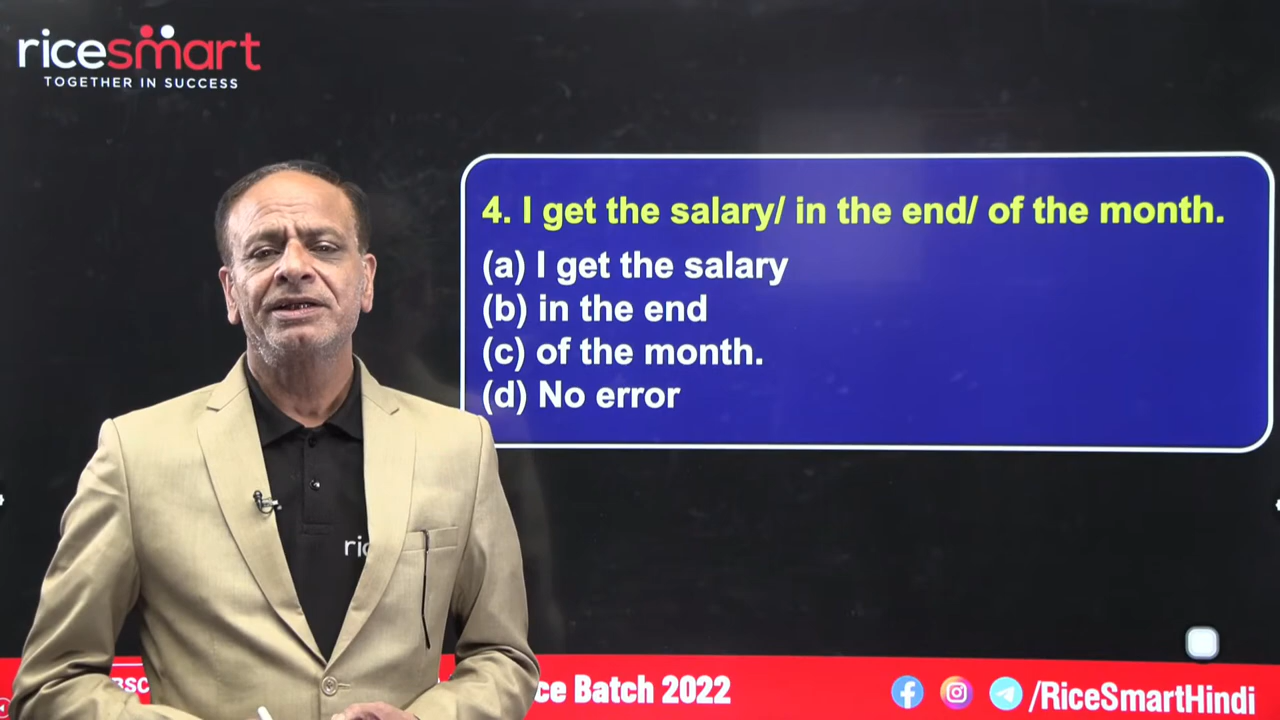 ricesmart
TOGETHER IN SUCCESS
4. I get the salary/ in the end/ of the month.
(a) I get the salary
(b) in the end
(c) of the month.
(d) No error
Batch 2022
/RiceSmartHindi